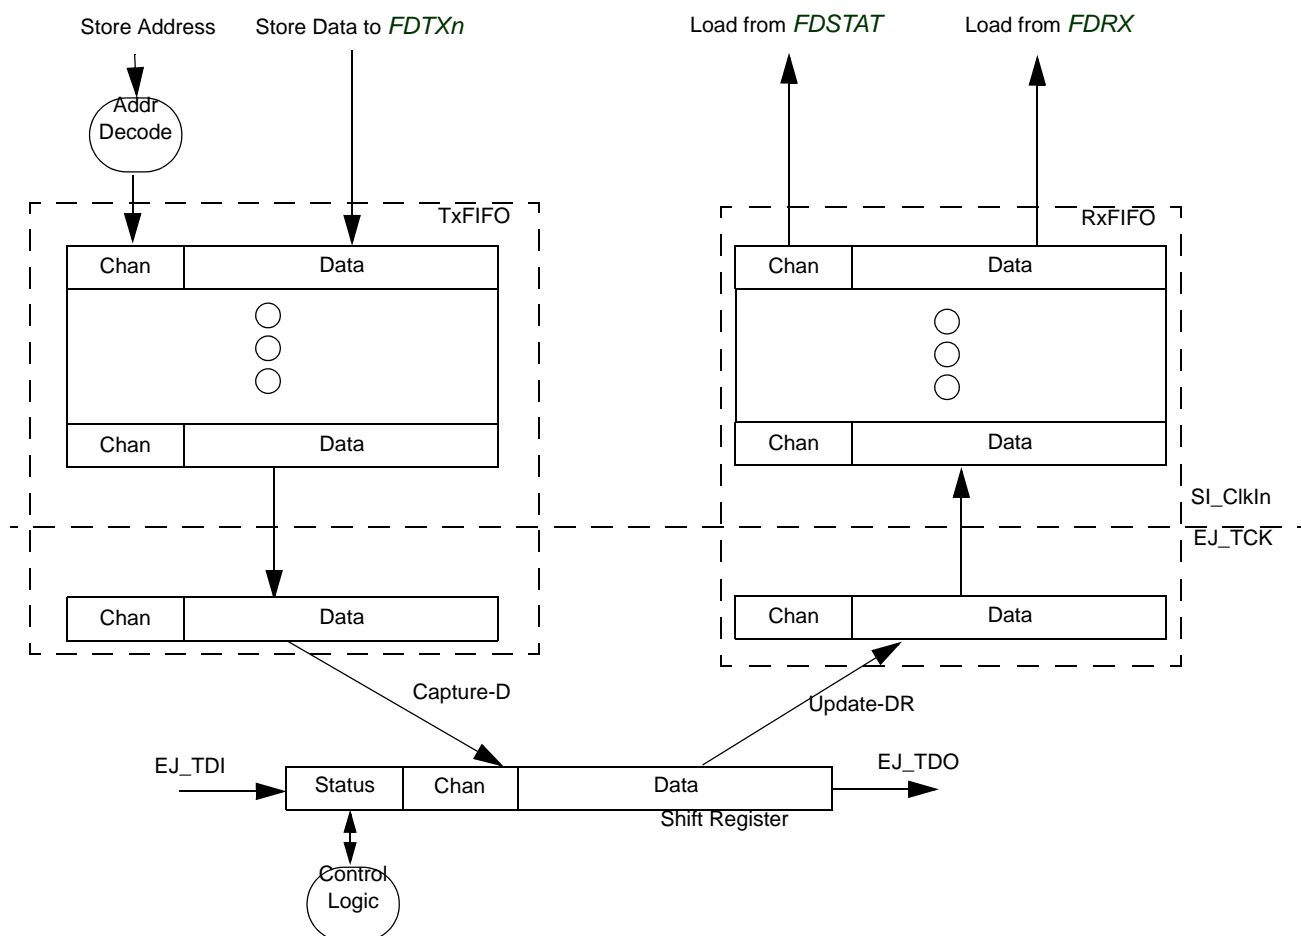 Store Address
Store Data to FDTXn
Load from FDSTAT
Load from FDRX
Addr
Decode
TxFIFO
RxFIFO
Chan
Data
Chan
Data
Chan
Data
Chan
Data
SI_ClkIn
EJ_TCK
Chan
Data
Chan
Data
Capture-D
Update-DR
EJ_TDI
EJ_TDO
Status
Chan
Data
Shift Register
Control
Logic